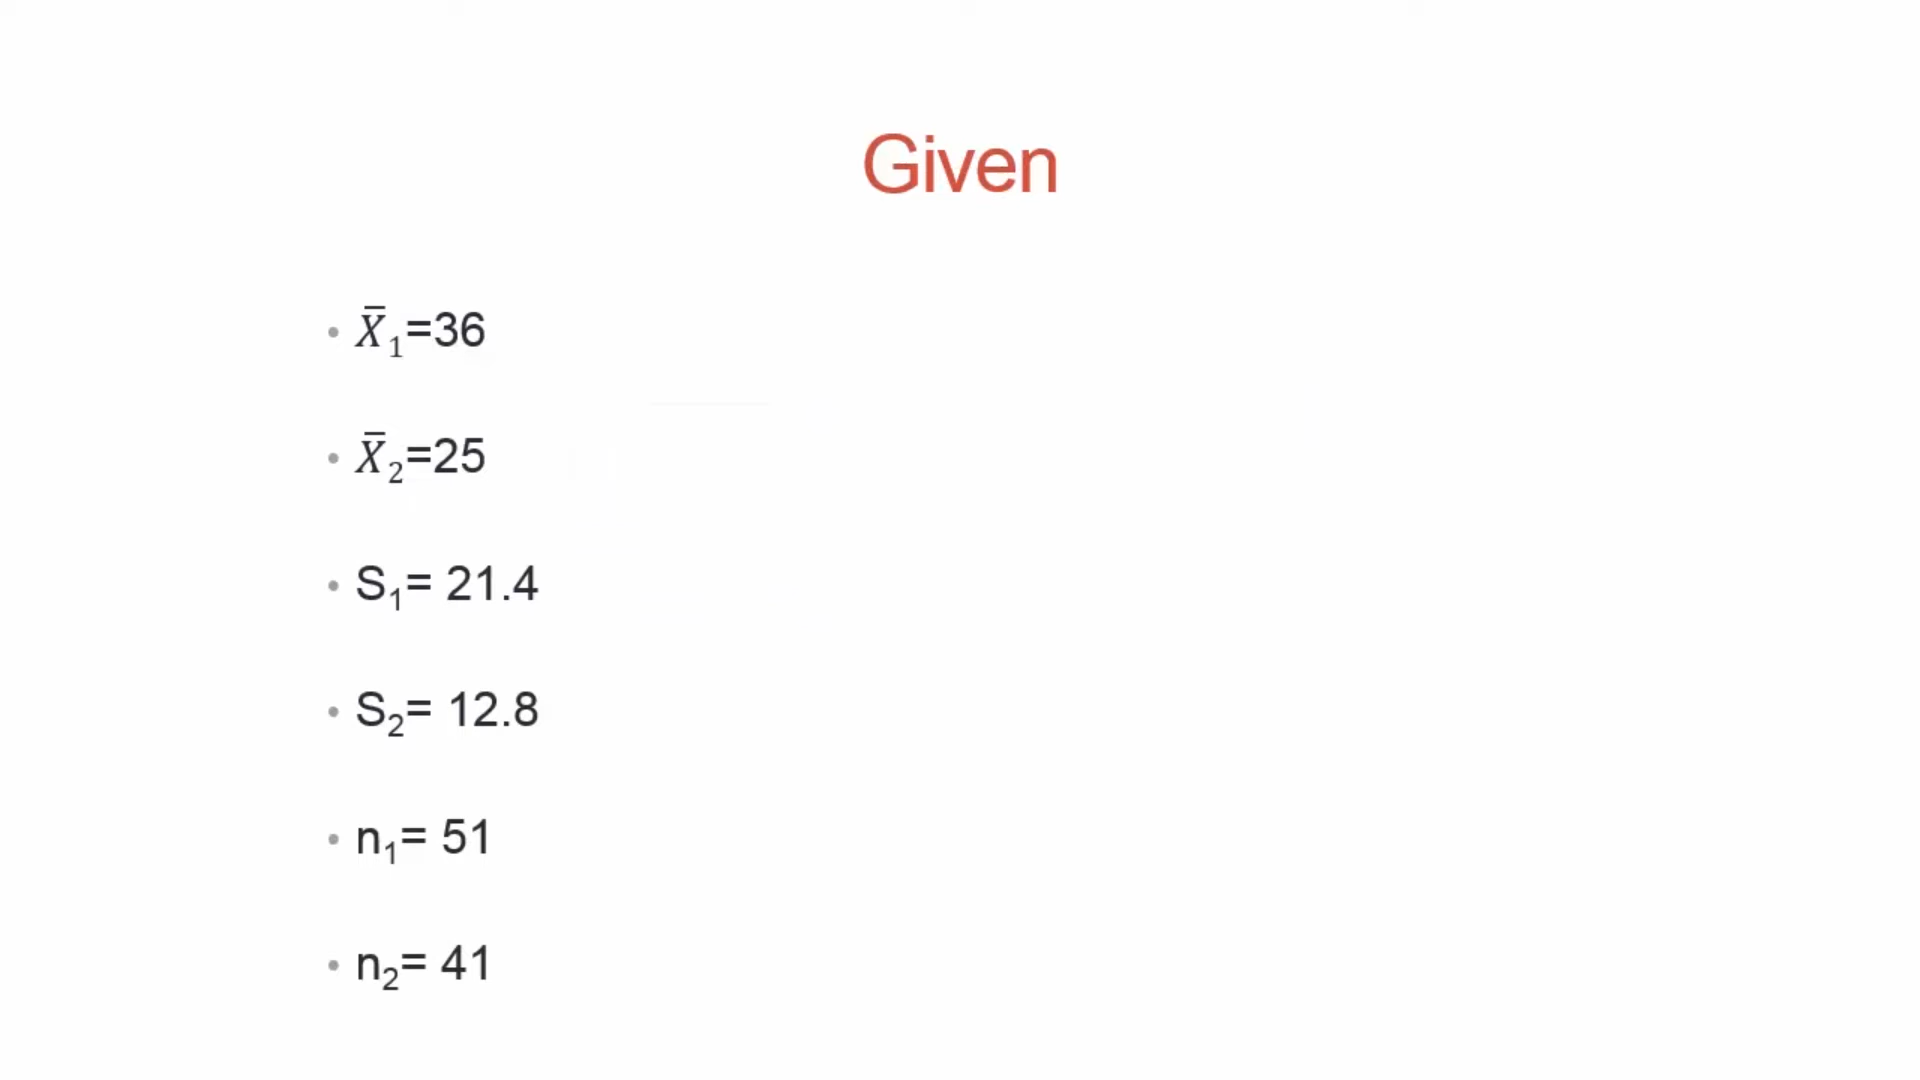 Given
• X̄₁=36
• X̄₂=25
• S₁= 21.4
• S₂= 12.8
• n₁= 51
• n₂= 41